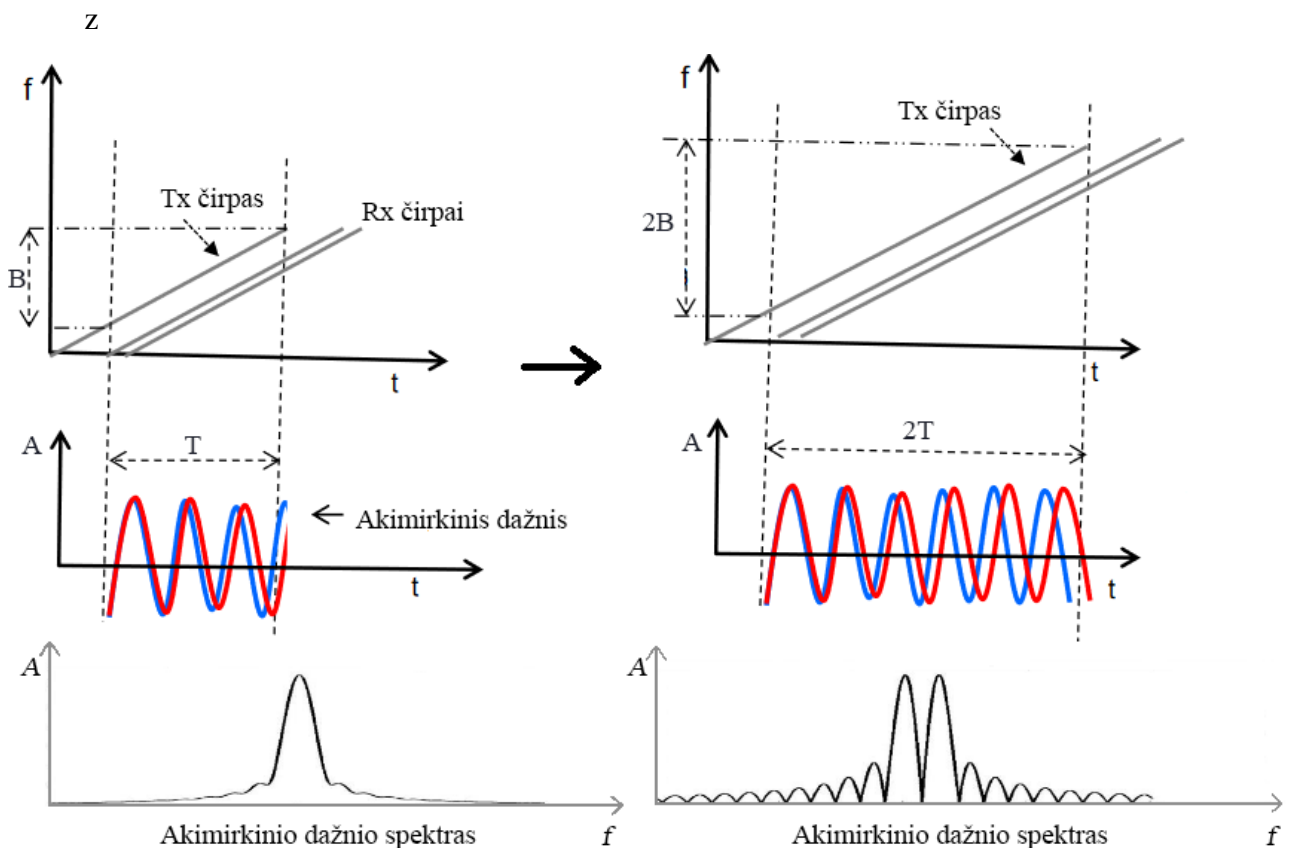 z
f
Tx čirpas
Rx čirpai
B
t
A
T
Akimirkinis dažnis
t
A
Akimirkinio dažnio spektras
f
f
Tx čirpas
2B
t
A
2T
t
A
Akimirkinio dažnio spektras
f